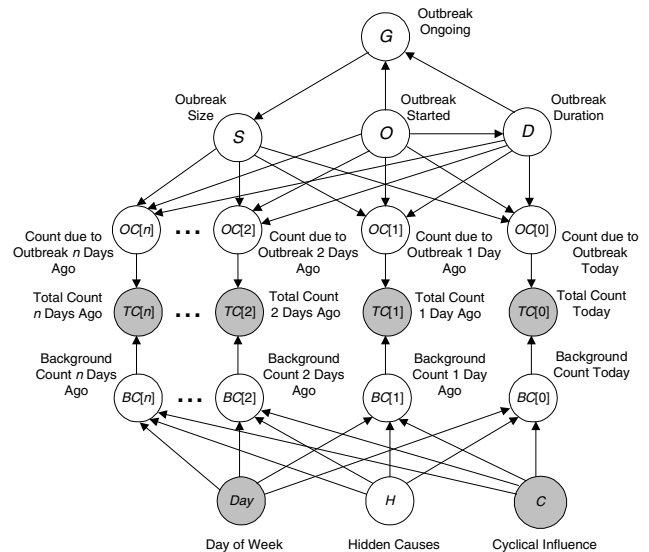 Outbreak
Ongoing
G
Oubreak
Size
Outbreak
Started
Outbreak
Duration
S
O
D
OC[n]
...
OC[2]
OC[1]
OC[0]
Count due to
Outbreak n Days
Ago
Count due to
Outbreak 2 Days
Ago
Count due to
Outbreak 1 Day
Ago
Count due to
Outbreak
Today
Total Count
n Days Ago
TC[n]
...
TC[2]
Total Count
2 Days Ago
TC[1]
Total Count
1 Day Ago
TC[0]
Total Count
Today
Background
Count n Days
Ago
Background
Count 2 Days
Ago
Background
Count 1 Day
Ago
Background
Count Today
BC[n]
...
BC[2]
BC[1]
BC[0]
Day
H
C
Day of Week
Hidden Causes
Cyclical Influence